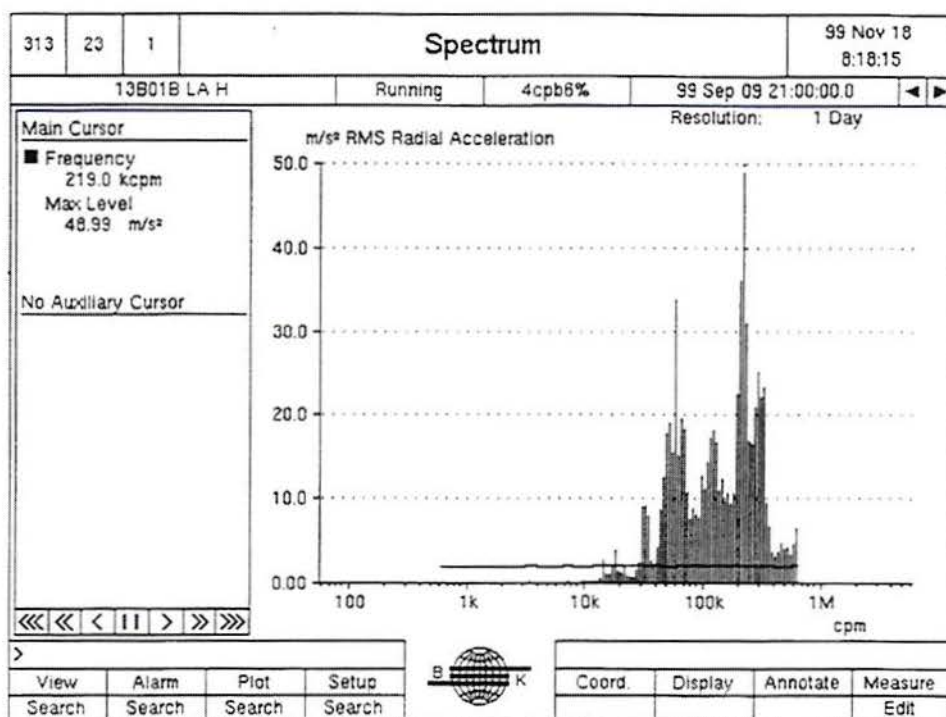 313 23 1 Spectrum 99 Nov 18
8:18:15
13B01B LA H Running 4cpb6% 99 Sep 09 21:00:00.0
Resolution: 1 Day
Main Cursor
Frequency
219.0 kcpm
Max Level
48.99 m/s²
No Auxiliary Cursor
m/s² RMS Radial Acceleration
50.0
40.0
30.0
20.0
10.0
0.00
100 1k 10k 100k 1M
cpm
<<< << < II > >> >>>
>
View Alarm Plot Setup
Search Search Search Search
B K
Coord. Display Annotate Measure
Edit